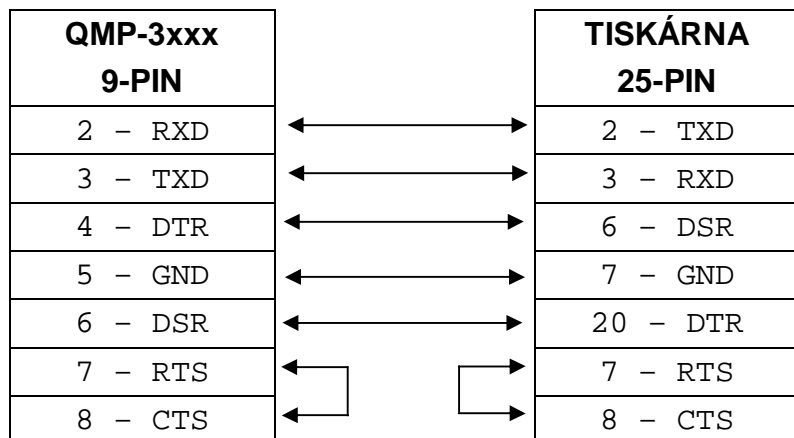 QMP-3xxx
9-PIN
2 – RXD
3 – TXD
4 – DTR
5 – GND
6 – DSR
7 – RTS
8 – CTS
TISKÁRNA
25-PIN
2 – TXD
3 – RXD
6 – DSR
7 – GND
20 – DTR
7 – RTS
8 – CTS